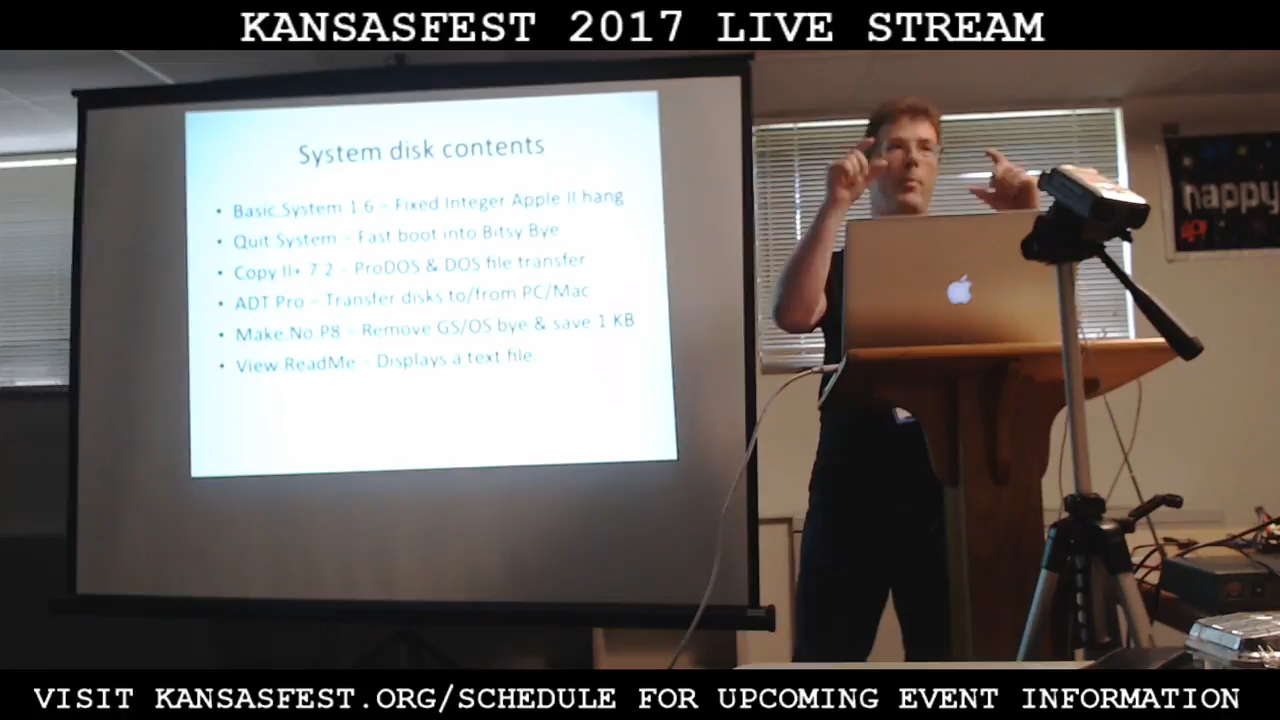 KANSASFEST 2017 LIVE STREAM
System disk contents
• Basic.System 1.6 – Fixed Integer Apple II hang
• Quit System – Fast boot into Bitsy Bye
• Copy II+ 7.2 – ProDOS & DOS file transfer
• ADT Pro – Transfer disks to/from PC/Mac
• Make.No.P8 – Remove GS/OS bye & save 1 KB
• View.ReadMe – Displays a text file
happy
VISIT KANSASFEST.ORG/SCHEDULE FOR UPCOMING EVENT INFORMATION